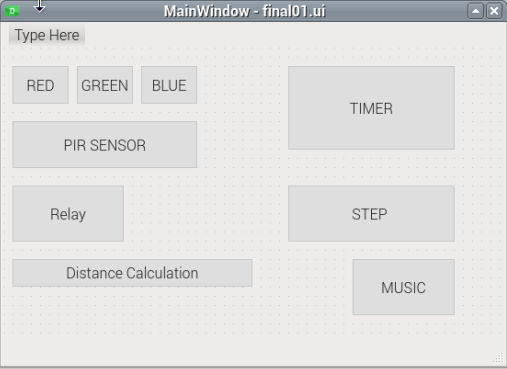 MainWindow - final01.ui
Type Here
RED GREEN BLUE
TIMER
PIR SENSOR
Relay
STEP
Distance Calculation
MUSIC